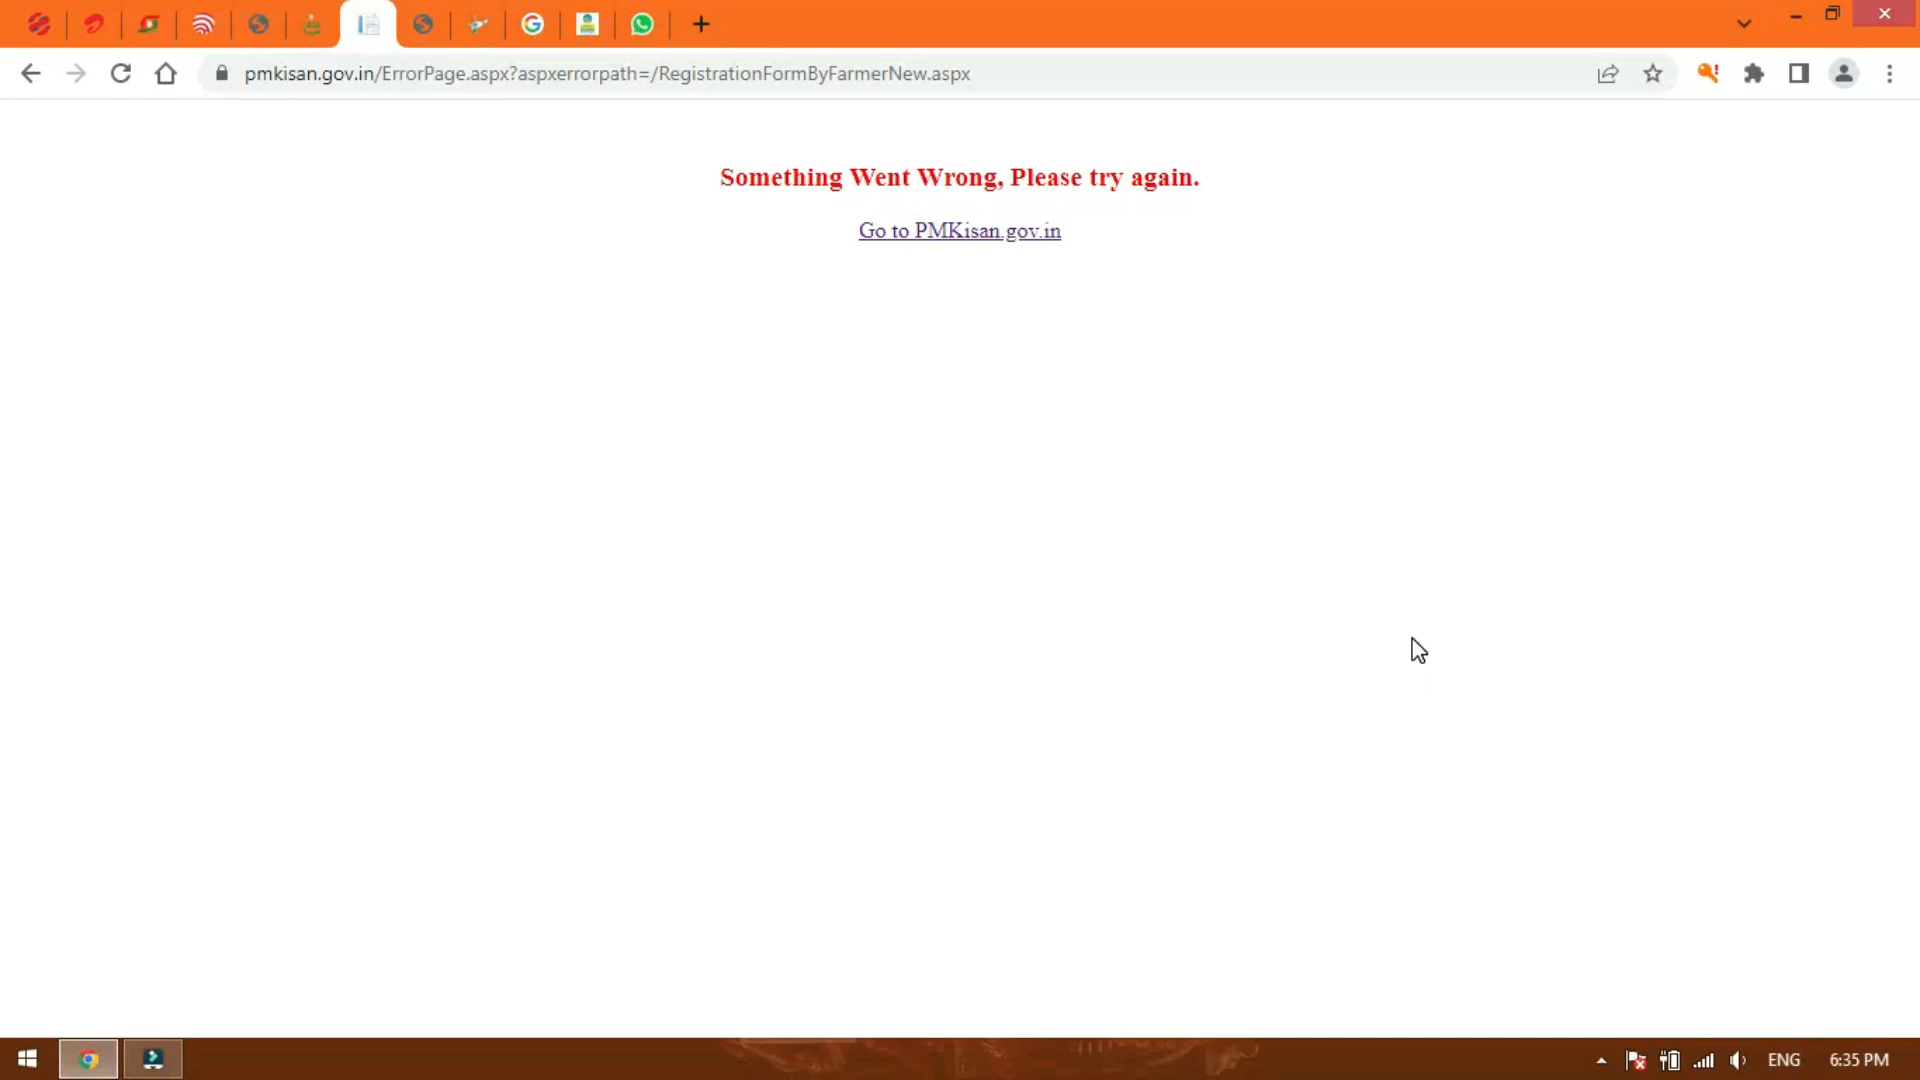 pmkisan.gov.in/ErrorPage.aspx?aspxerrorpath=/RegistrationFormByFarmerNew.aspx
Something Went Wrong, Please try again.
Go to PMKisan.gov.in
ENG 6:35 PM